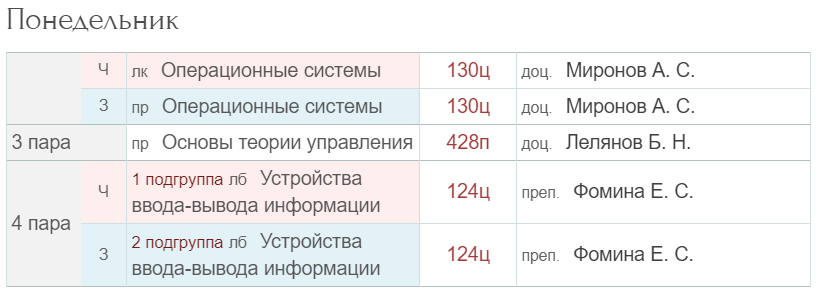 Понедельник
Ч лк Операционные системы 130ц доц. Миронов А. С.
З пр Операционные системы 130ц доц. Миронов А. С.
3 пара пр Основы теории управления 428п доц. Лелянов Б. Н.
4 пара
Ч 1 подгруппа лб Устройства
ввода-вывода информации 124ц преп. Фомина Е. С.
З 2 подгруппа лб Устройства
ввода-вывода информации 124ц преп. Фомина Е. С.